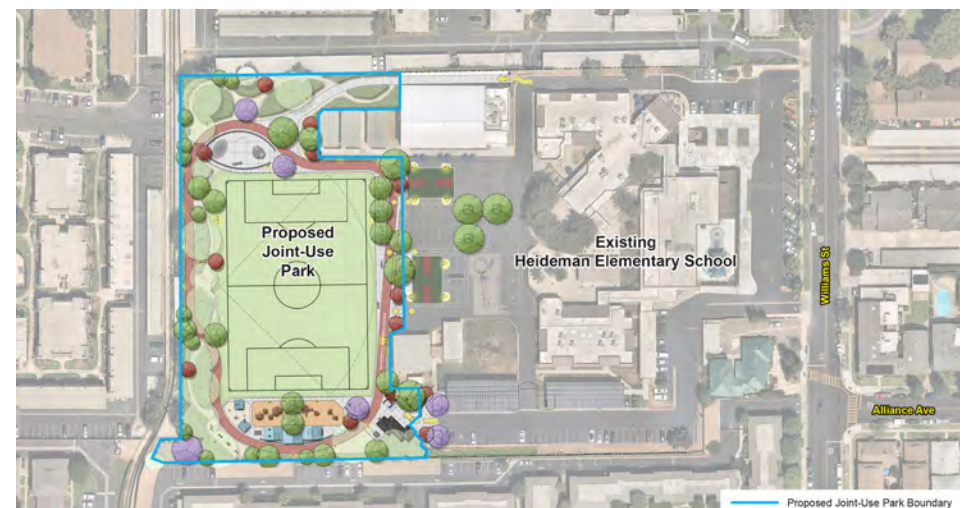 Proposed
Joint-Use
Park
Existing
Heideman Elementary School
Williams St
Alliance Ave
Proposed Joint-Use Park Boundary